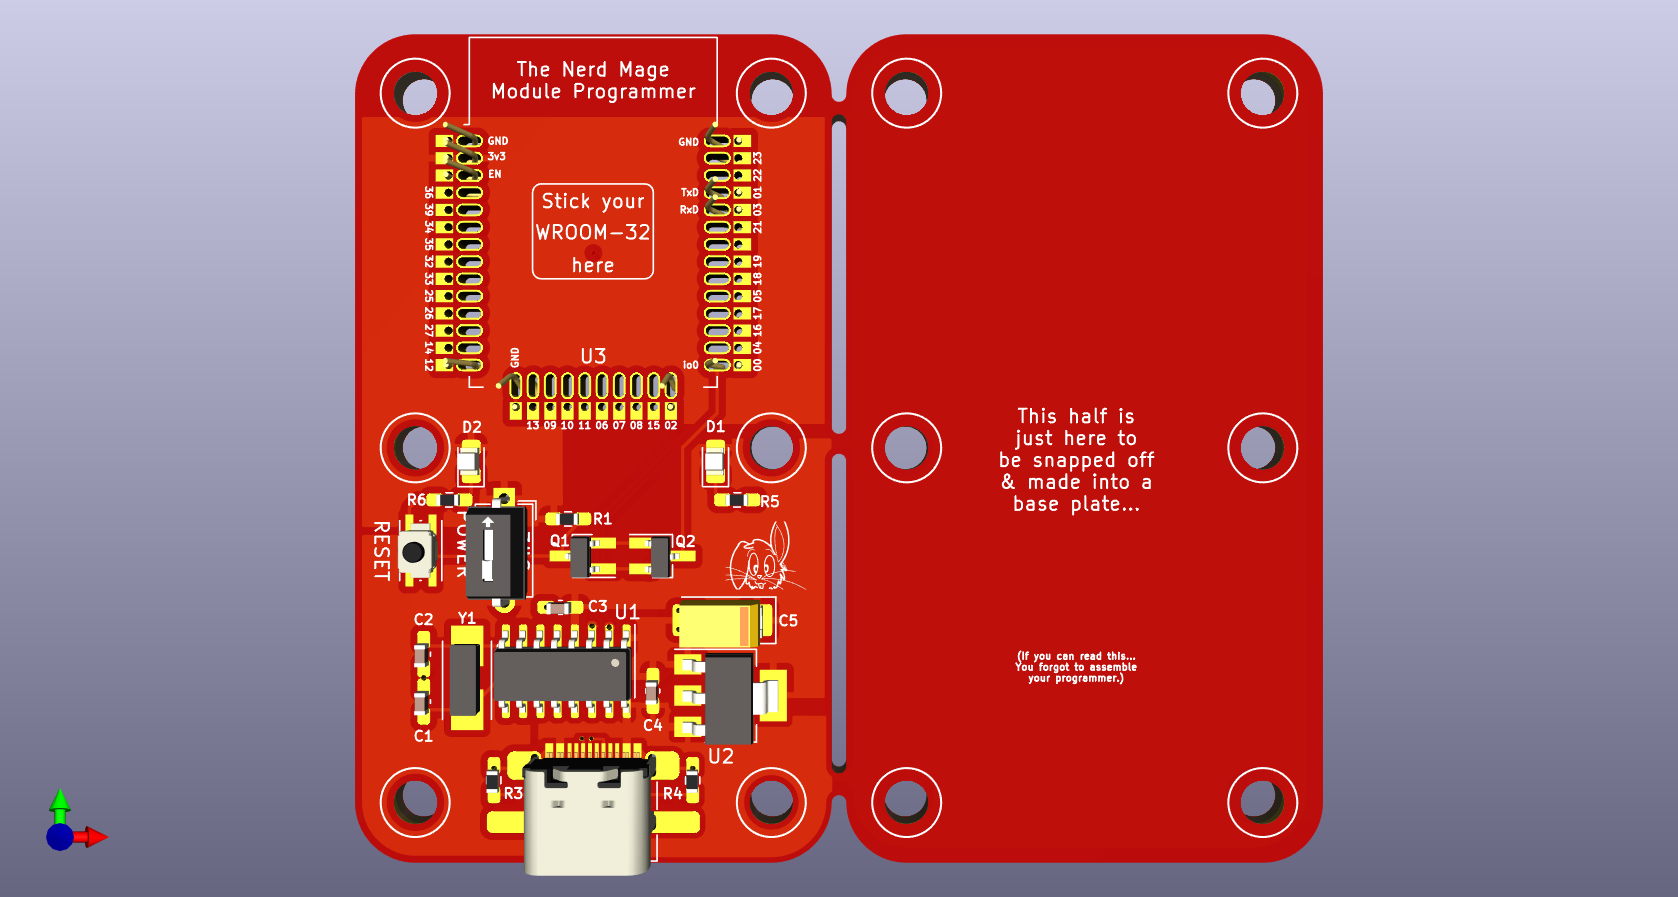 The Nerd Mage
Module Programmer
GND
3v3
EN
36
39
34
35
32
33
25
26
27
14
12
GND
TxD
RxD
io0
23
22
01
03
21
19
18
05
17
16
04
00
Stick your
WROOM-32
here
U3
GND
13 09 10 11 06 07 08 15 02
D2
D1
R6
R5
R1
RESET
POWER
Q1
Q2
C3
U1
C5
C2
Y1
C1
C4
U2
R3
R4
This half is
just here to
be snapped off
& made into a
base plate...
(If you can read this...
You forgot to assemble
your programmer.)